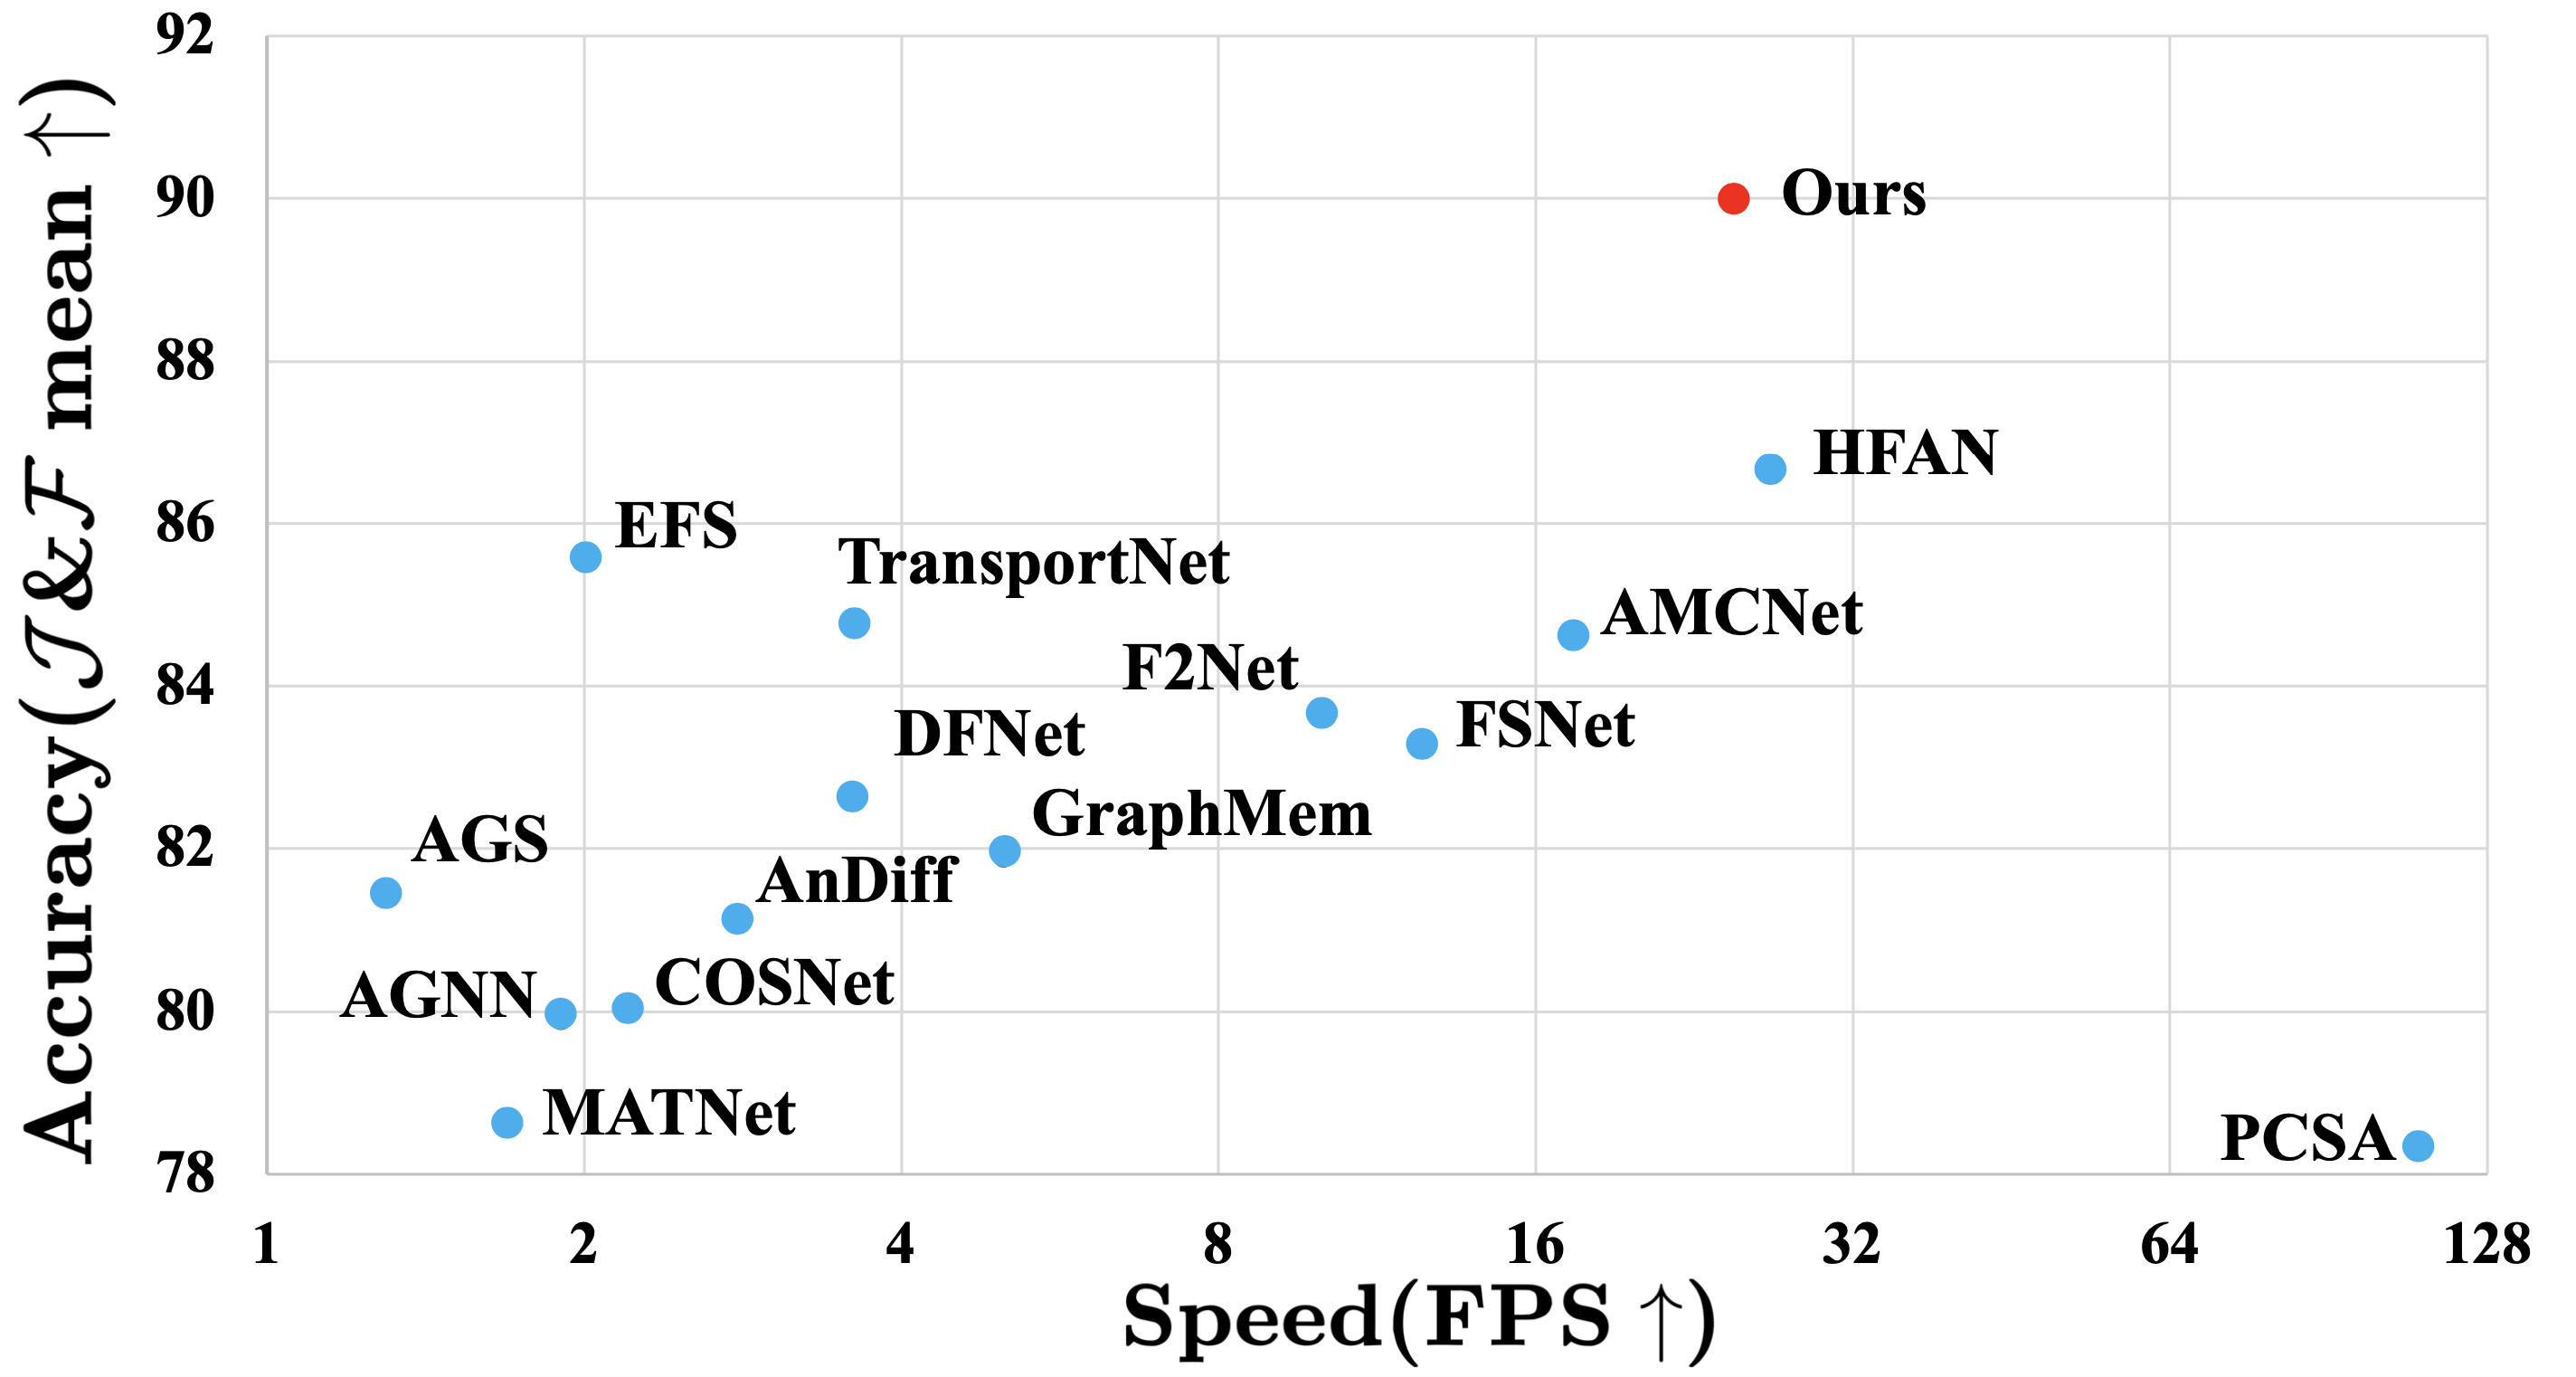 92
90
88
86
84
82
80
78
Accuracy(𝒥&ℱ mean ↑)
Ours
HFAN
EFS
TransportNet
AMCNet
F2Net
FSNet
DFNet
GraphMem
AGS
AnDiff
COSNet
AGNN
MATNet
PCSA
1 2 4 8 16 32 64 128
Speed(FPS ↑)